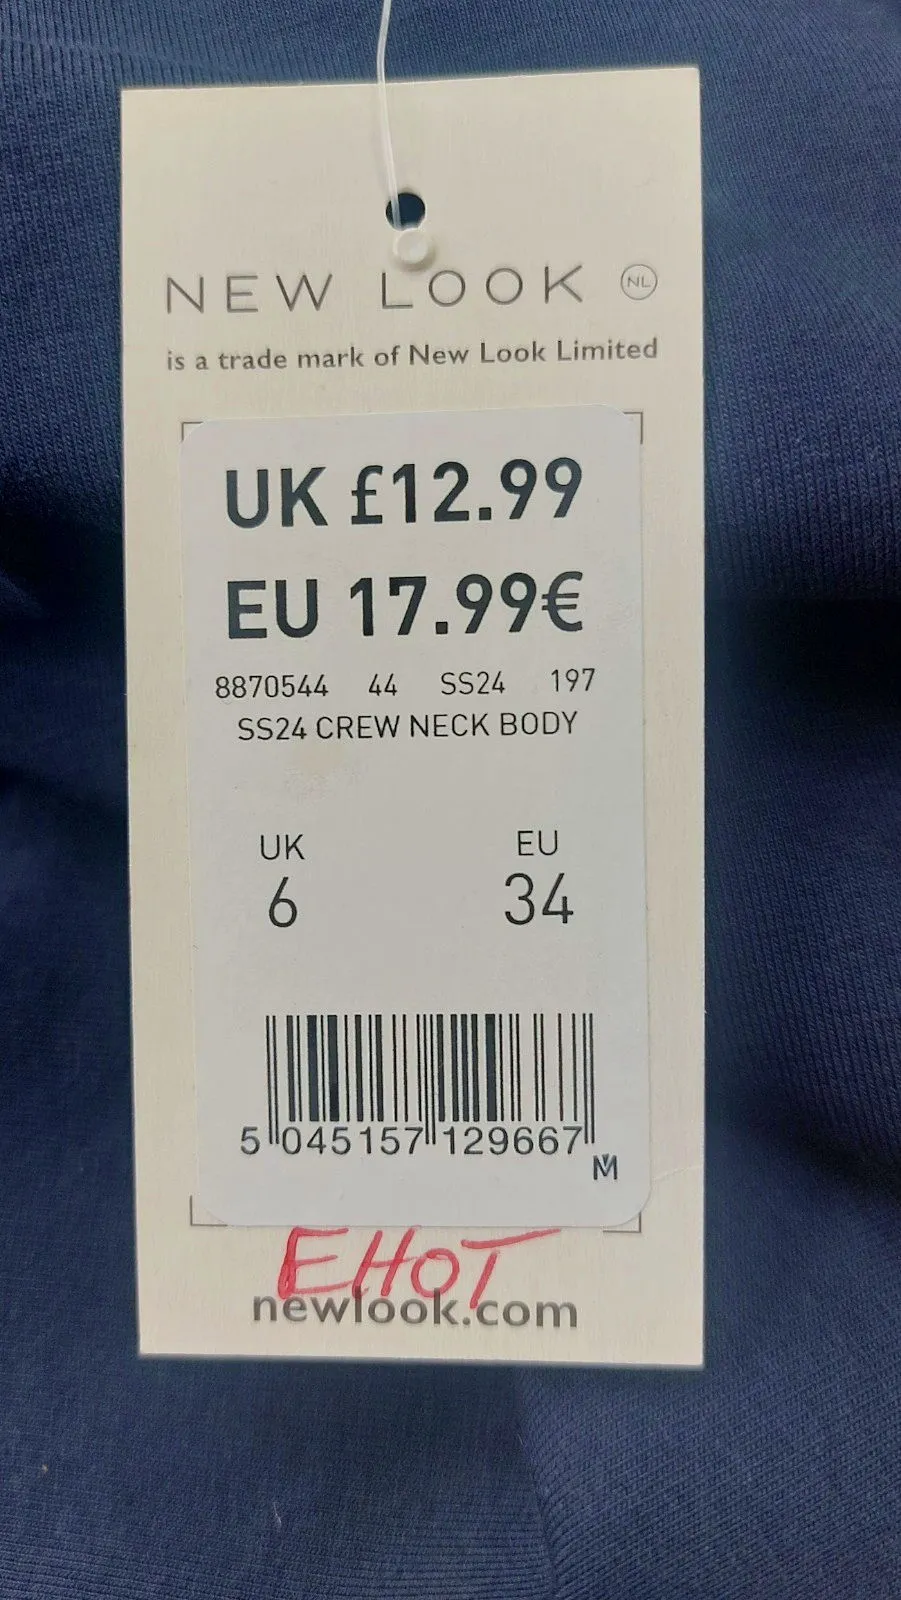 NEW LOOK NL
is a trade mark of New Look Limited
UK £12.99
EU 17.99€
8870544 44 SS24 197
SS24 CREW NECK BODY
UK EU
6 34
5 045157 129667
M
EHOT
newlook.com